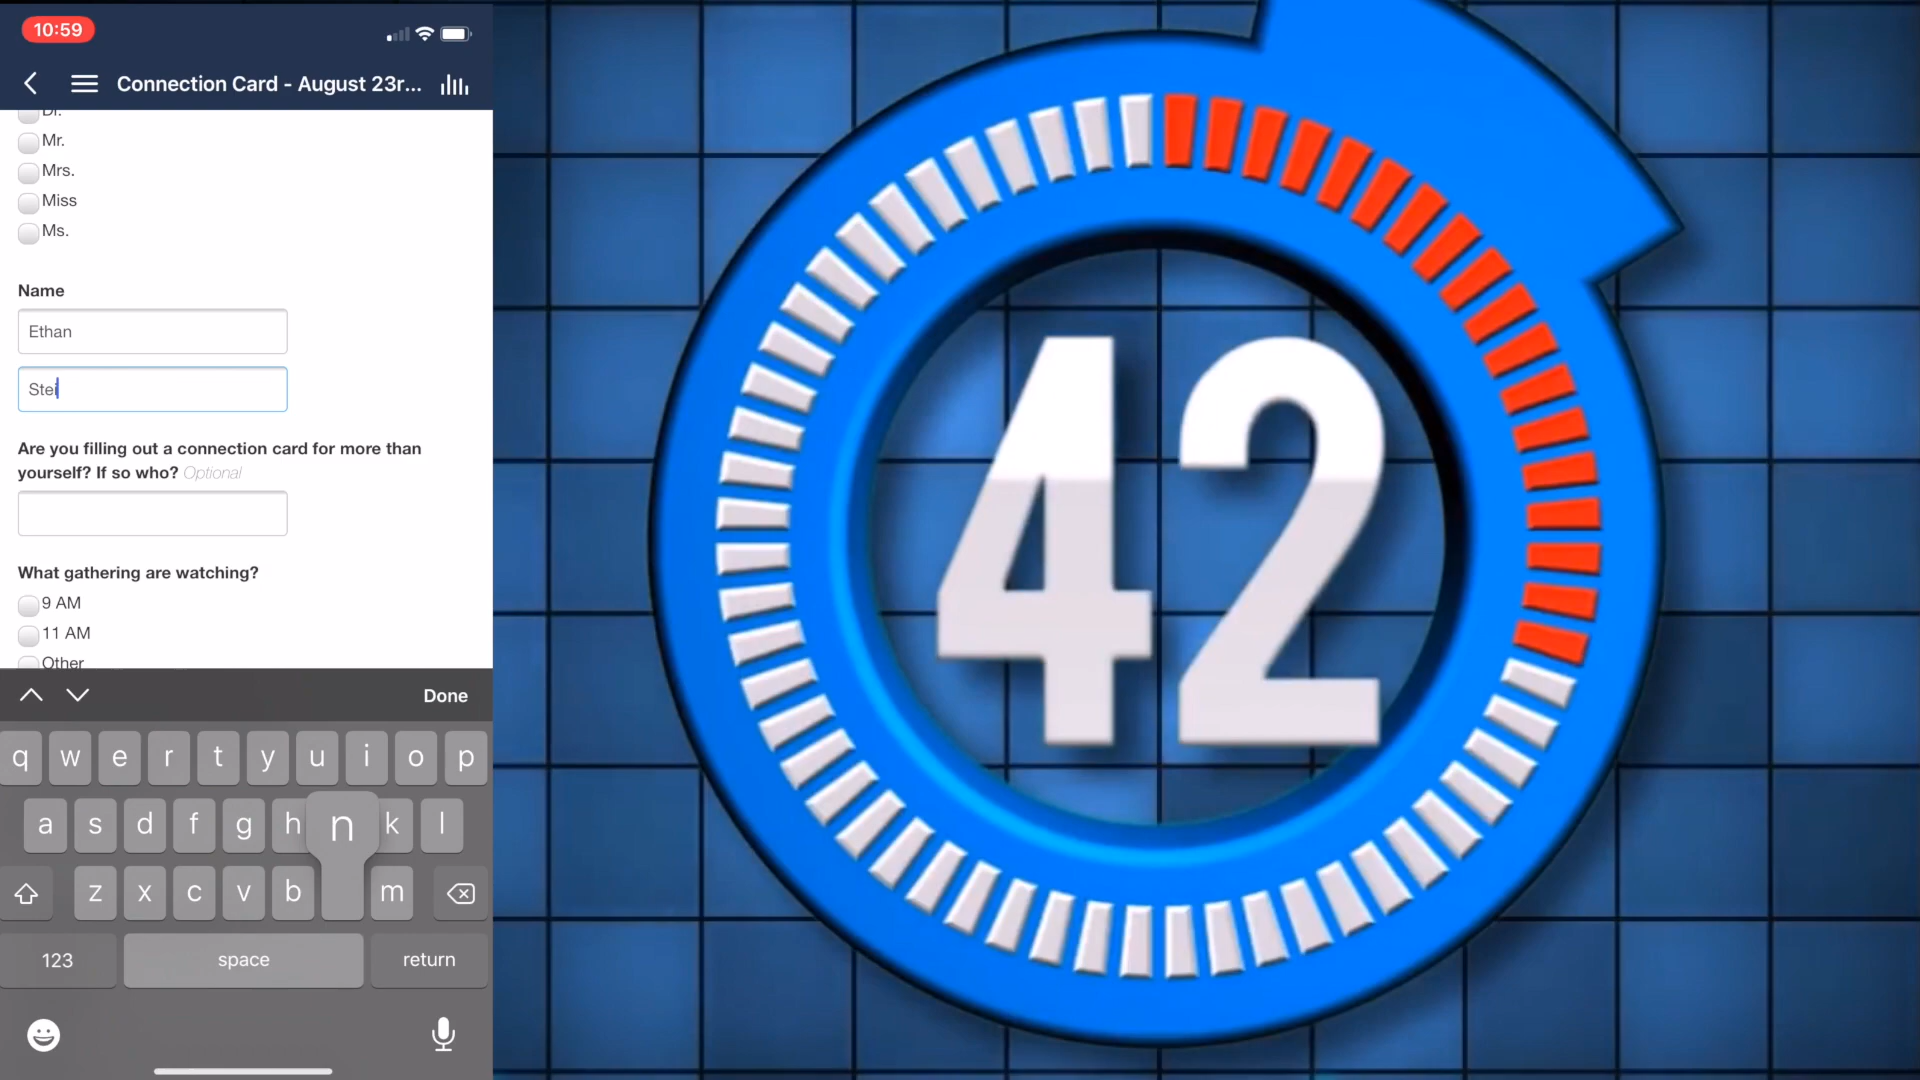 10:59
Connection Card - August 23r...
Dr.
Mr.
Mrs.
Miss
Ms.
Name
Ethan
Stei
Are you filling out a connection card for more than
yourself? If so who? Optional
What gathering are watching?
9 AM
11 AM
Other
Done
q w e r t y u i o p
a s d f g h n k l
z x c v b m
123 space return
42